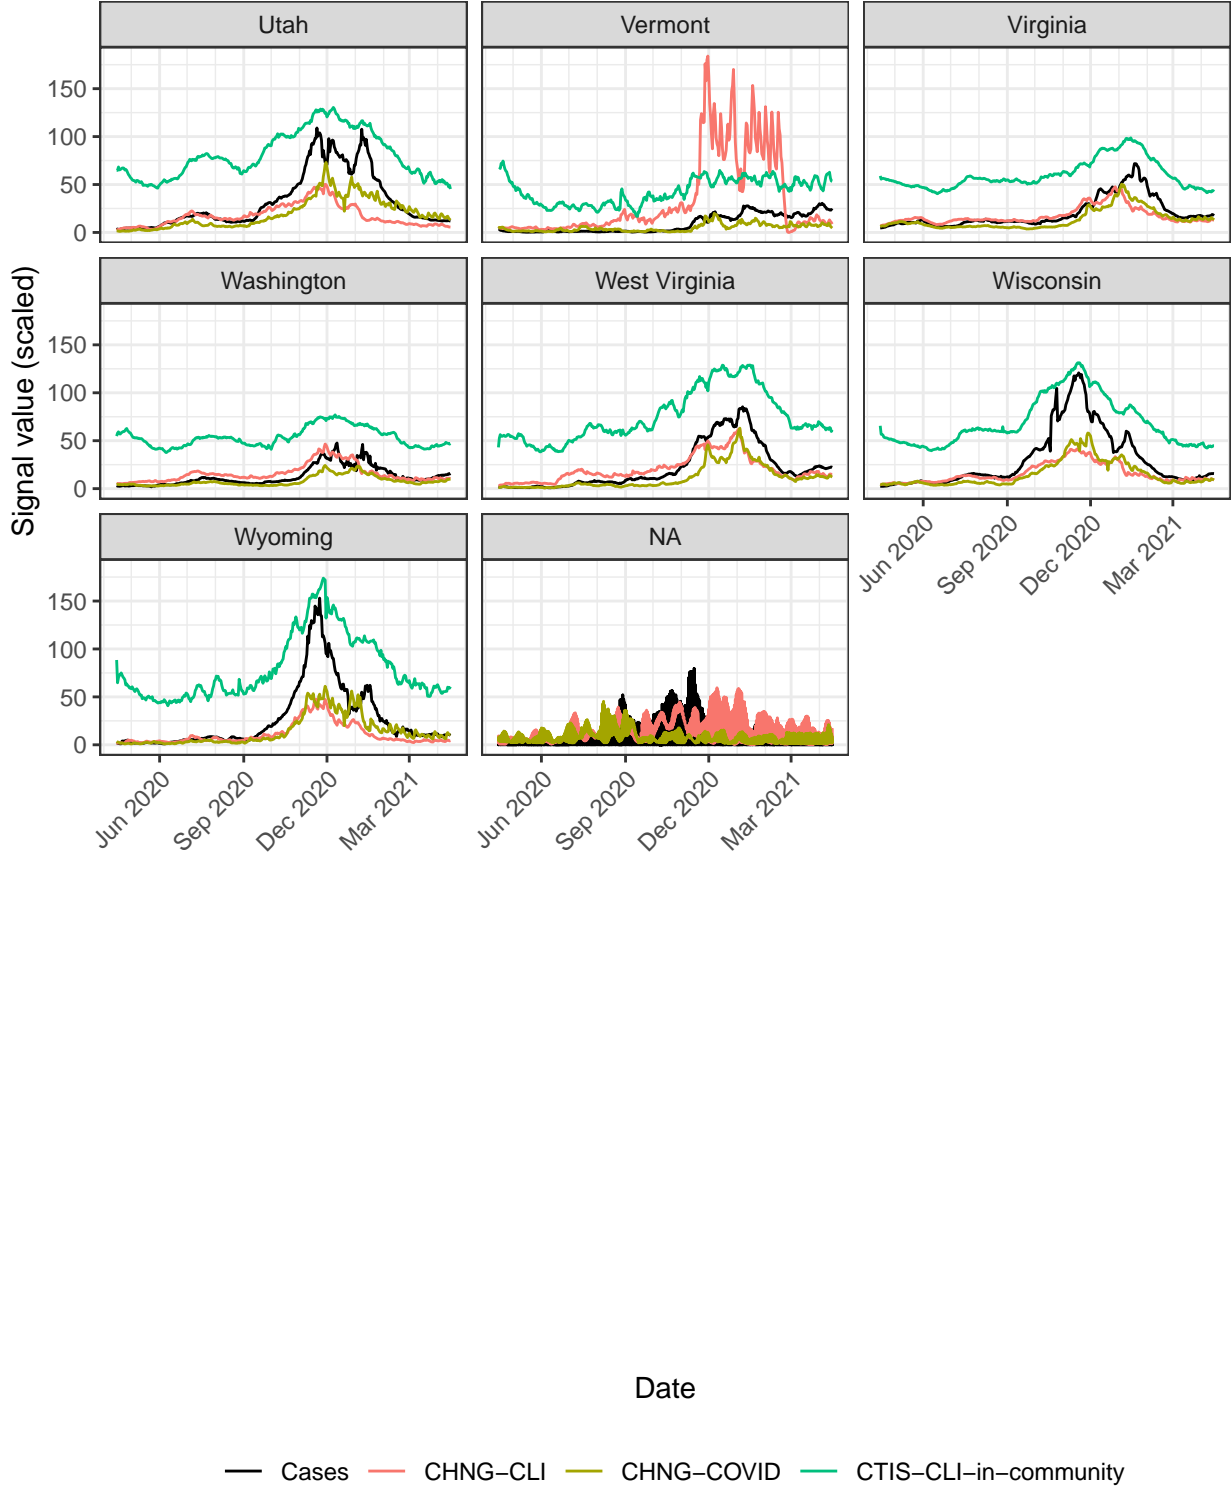 Utah
Vermont
Virginia
150
100
50
0
Washington
West Virginia
Wisconsin
150
100
50
0
Signal value (scaled)
Jun 2020
Sep 2020
Dec 2020
Mar 2021
Wyoming
NA
150
100
50
0
Jun 2020
Sep 2020
Dec 2020
Mar 2021
Jun 2020
Sep 2020
Dec 2020
Mar 2021
Date
Cases CHNG−CLI CHNG−COVID CTIS−CLI−in−community